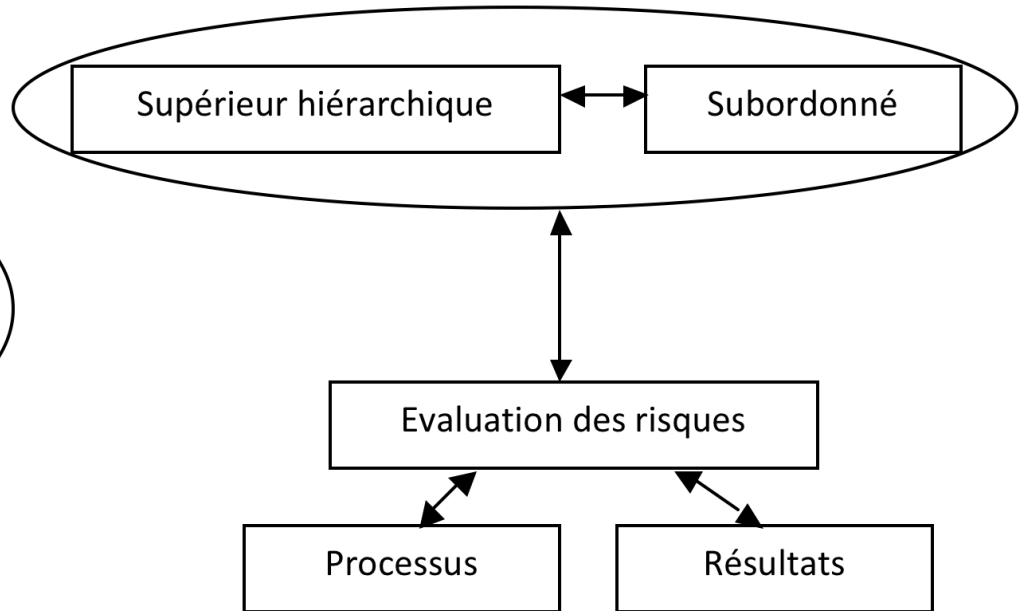 Supérieur hiérarchique
Subordonné
Evaluation des risques
Processus
Résultats